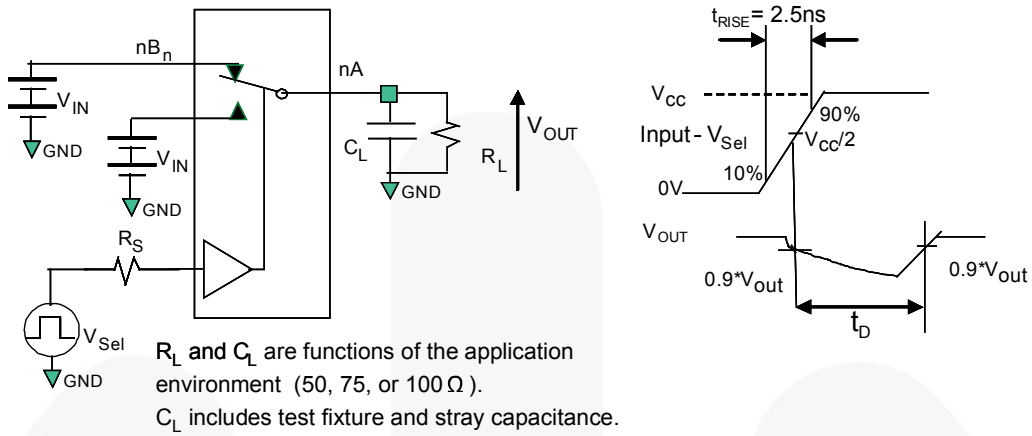 nB_n
nA
V_IN
GND
V_IN
GND
C_L
R_L
V_OUT
GND
R_S
V_Sel
GND
R_L and C_L are functions of the application
environment (50, 75, or 100 Ω ).
C_L includes test fixture and stray capacitance.
t_RISE = 2.5ns
V_CC
90%
Input - V_Sel
V_CC/2
10%
0V
V_OUT
0.9*V_out
0.9*V_out
t_D